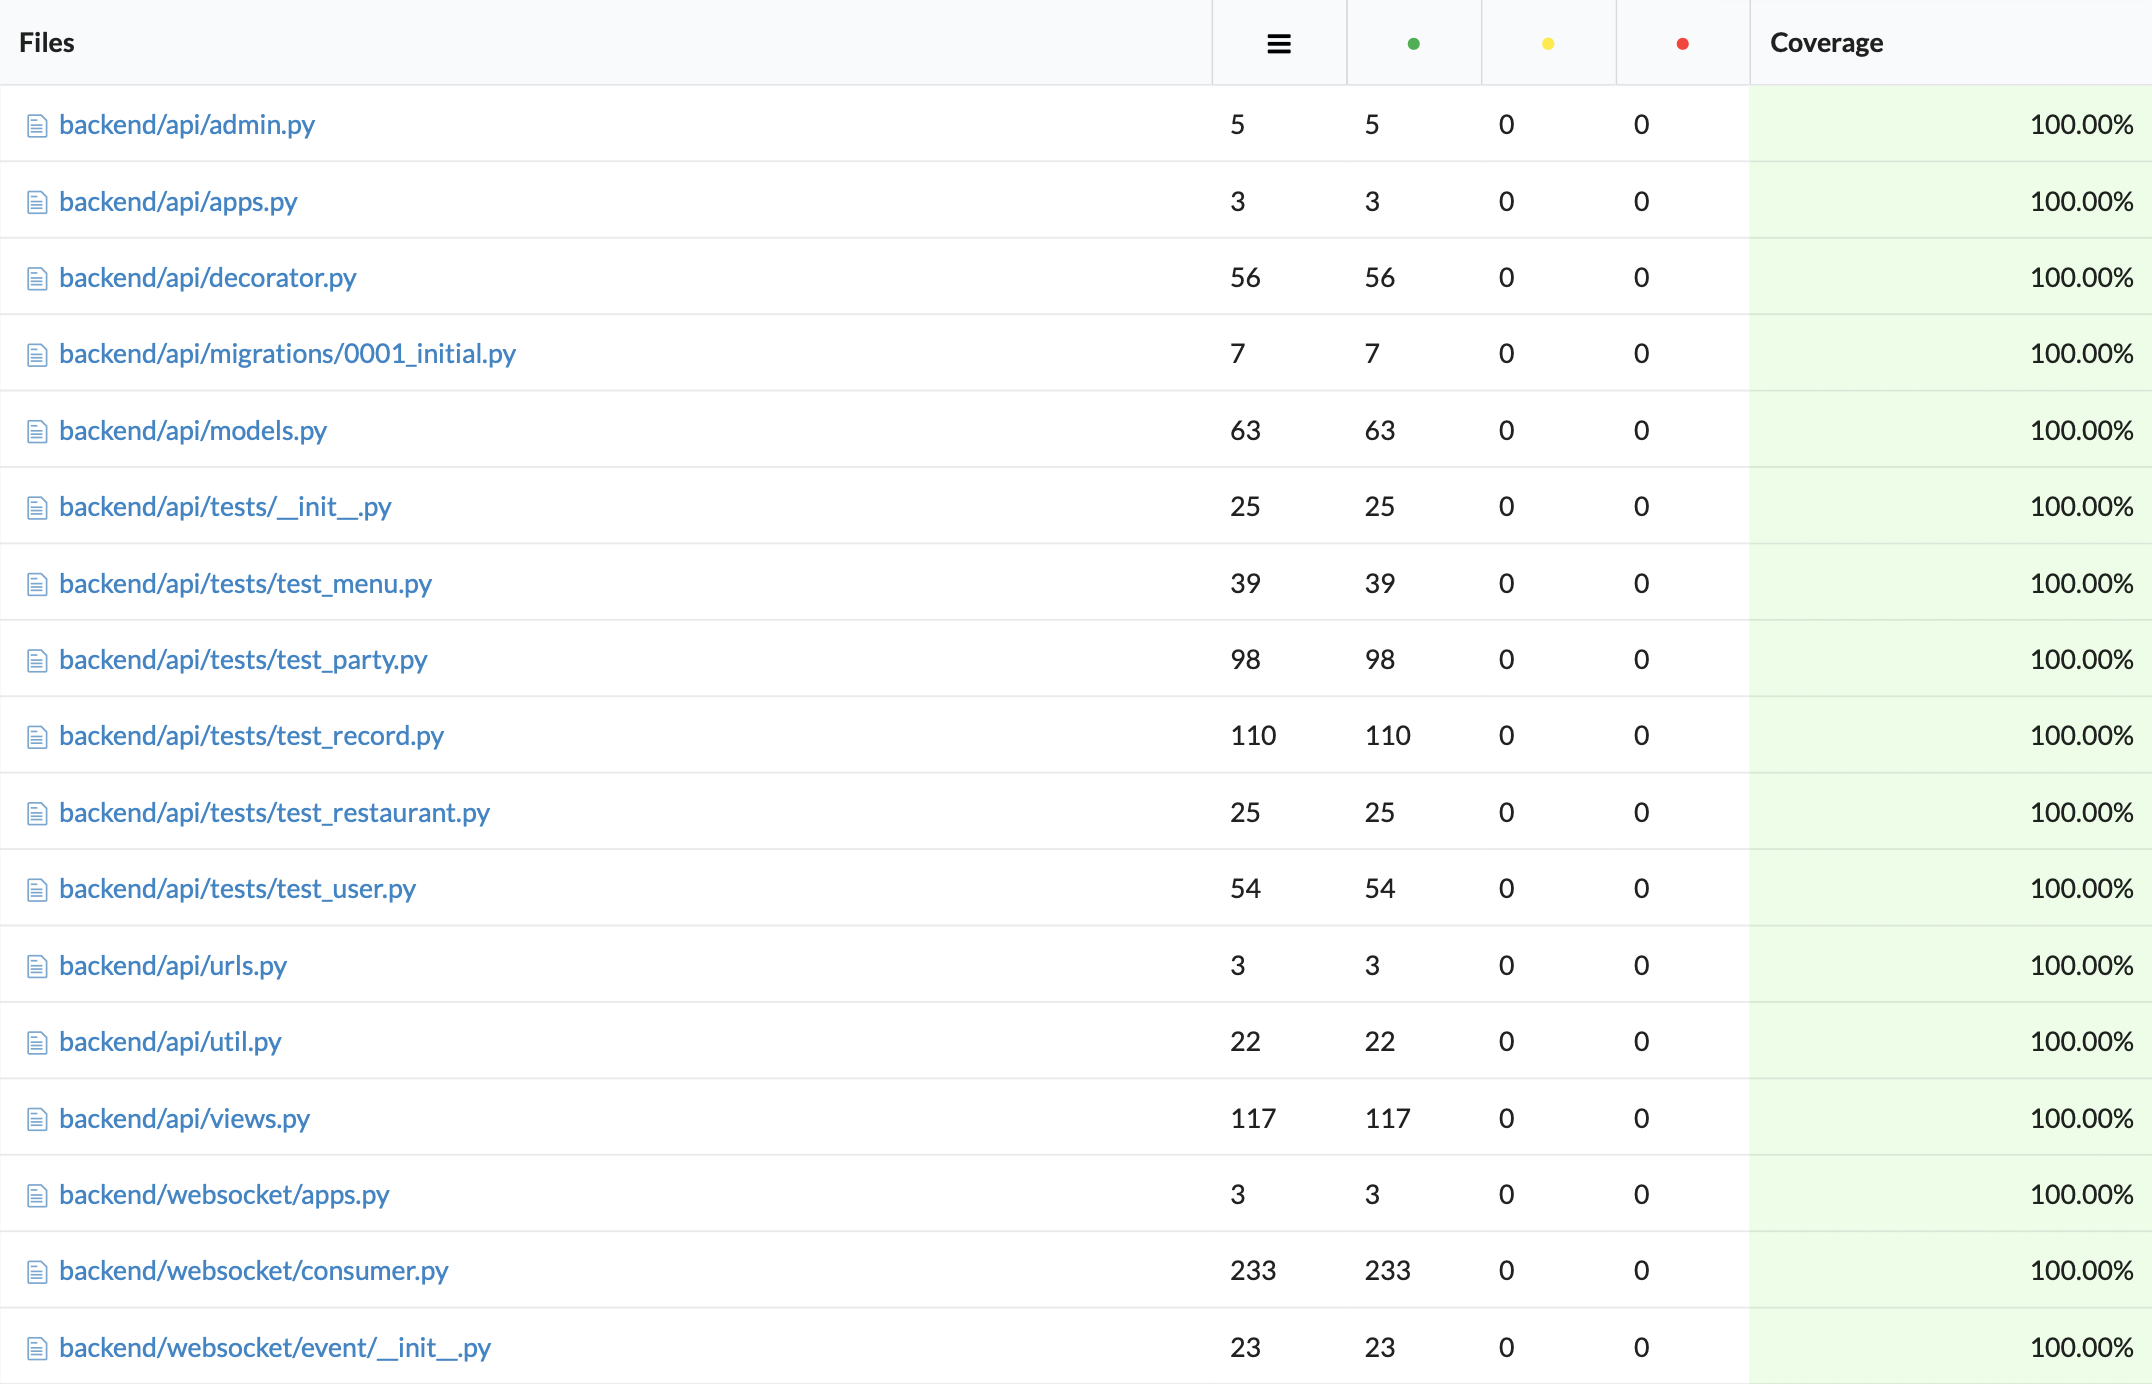 Files Coverage
backend/api/admin.py 5 5 0 0 100.00%
backend/api/apps.py 3 3 0 0 100.00%
backend/api/decorator.py 56 56 0 0 100.00%
backend/api/migrations/0001_initial.py 7 7 0 0 100.00%
backend/api/models.py 63 63 0 0 100.00%
backend/api/tests/__init__.py 25 25 0 0 100.00%
backend/api/tests/test_menu.py 39 39 0 0 100.00%
backend/api/tests/test_party.py 98 98 0 0 100.00%
backend/api/tests/test_record.py 110 110 0 0 100.00%
backend/api/tests/test_restaurant.py 25 25 0 0 100.00%
backend/api/tests/test_user.py 54 54 0 0 100.00%
backend/api/urls.py 3 3 0 0 100.00%
backend/api/util.py 22 22 0 0 100.00%
backend/api/views.py 117 117 0 0 100.00%
backend/websocket/apps.py 3 3 0 0 100.00%
backend/websocket/consumer.py 233 233 0 0 100.00%
backend/websocket/event/__init__.py 23 23 0 0 100.00%